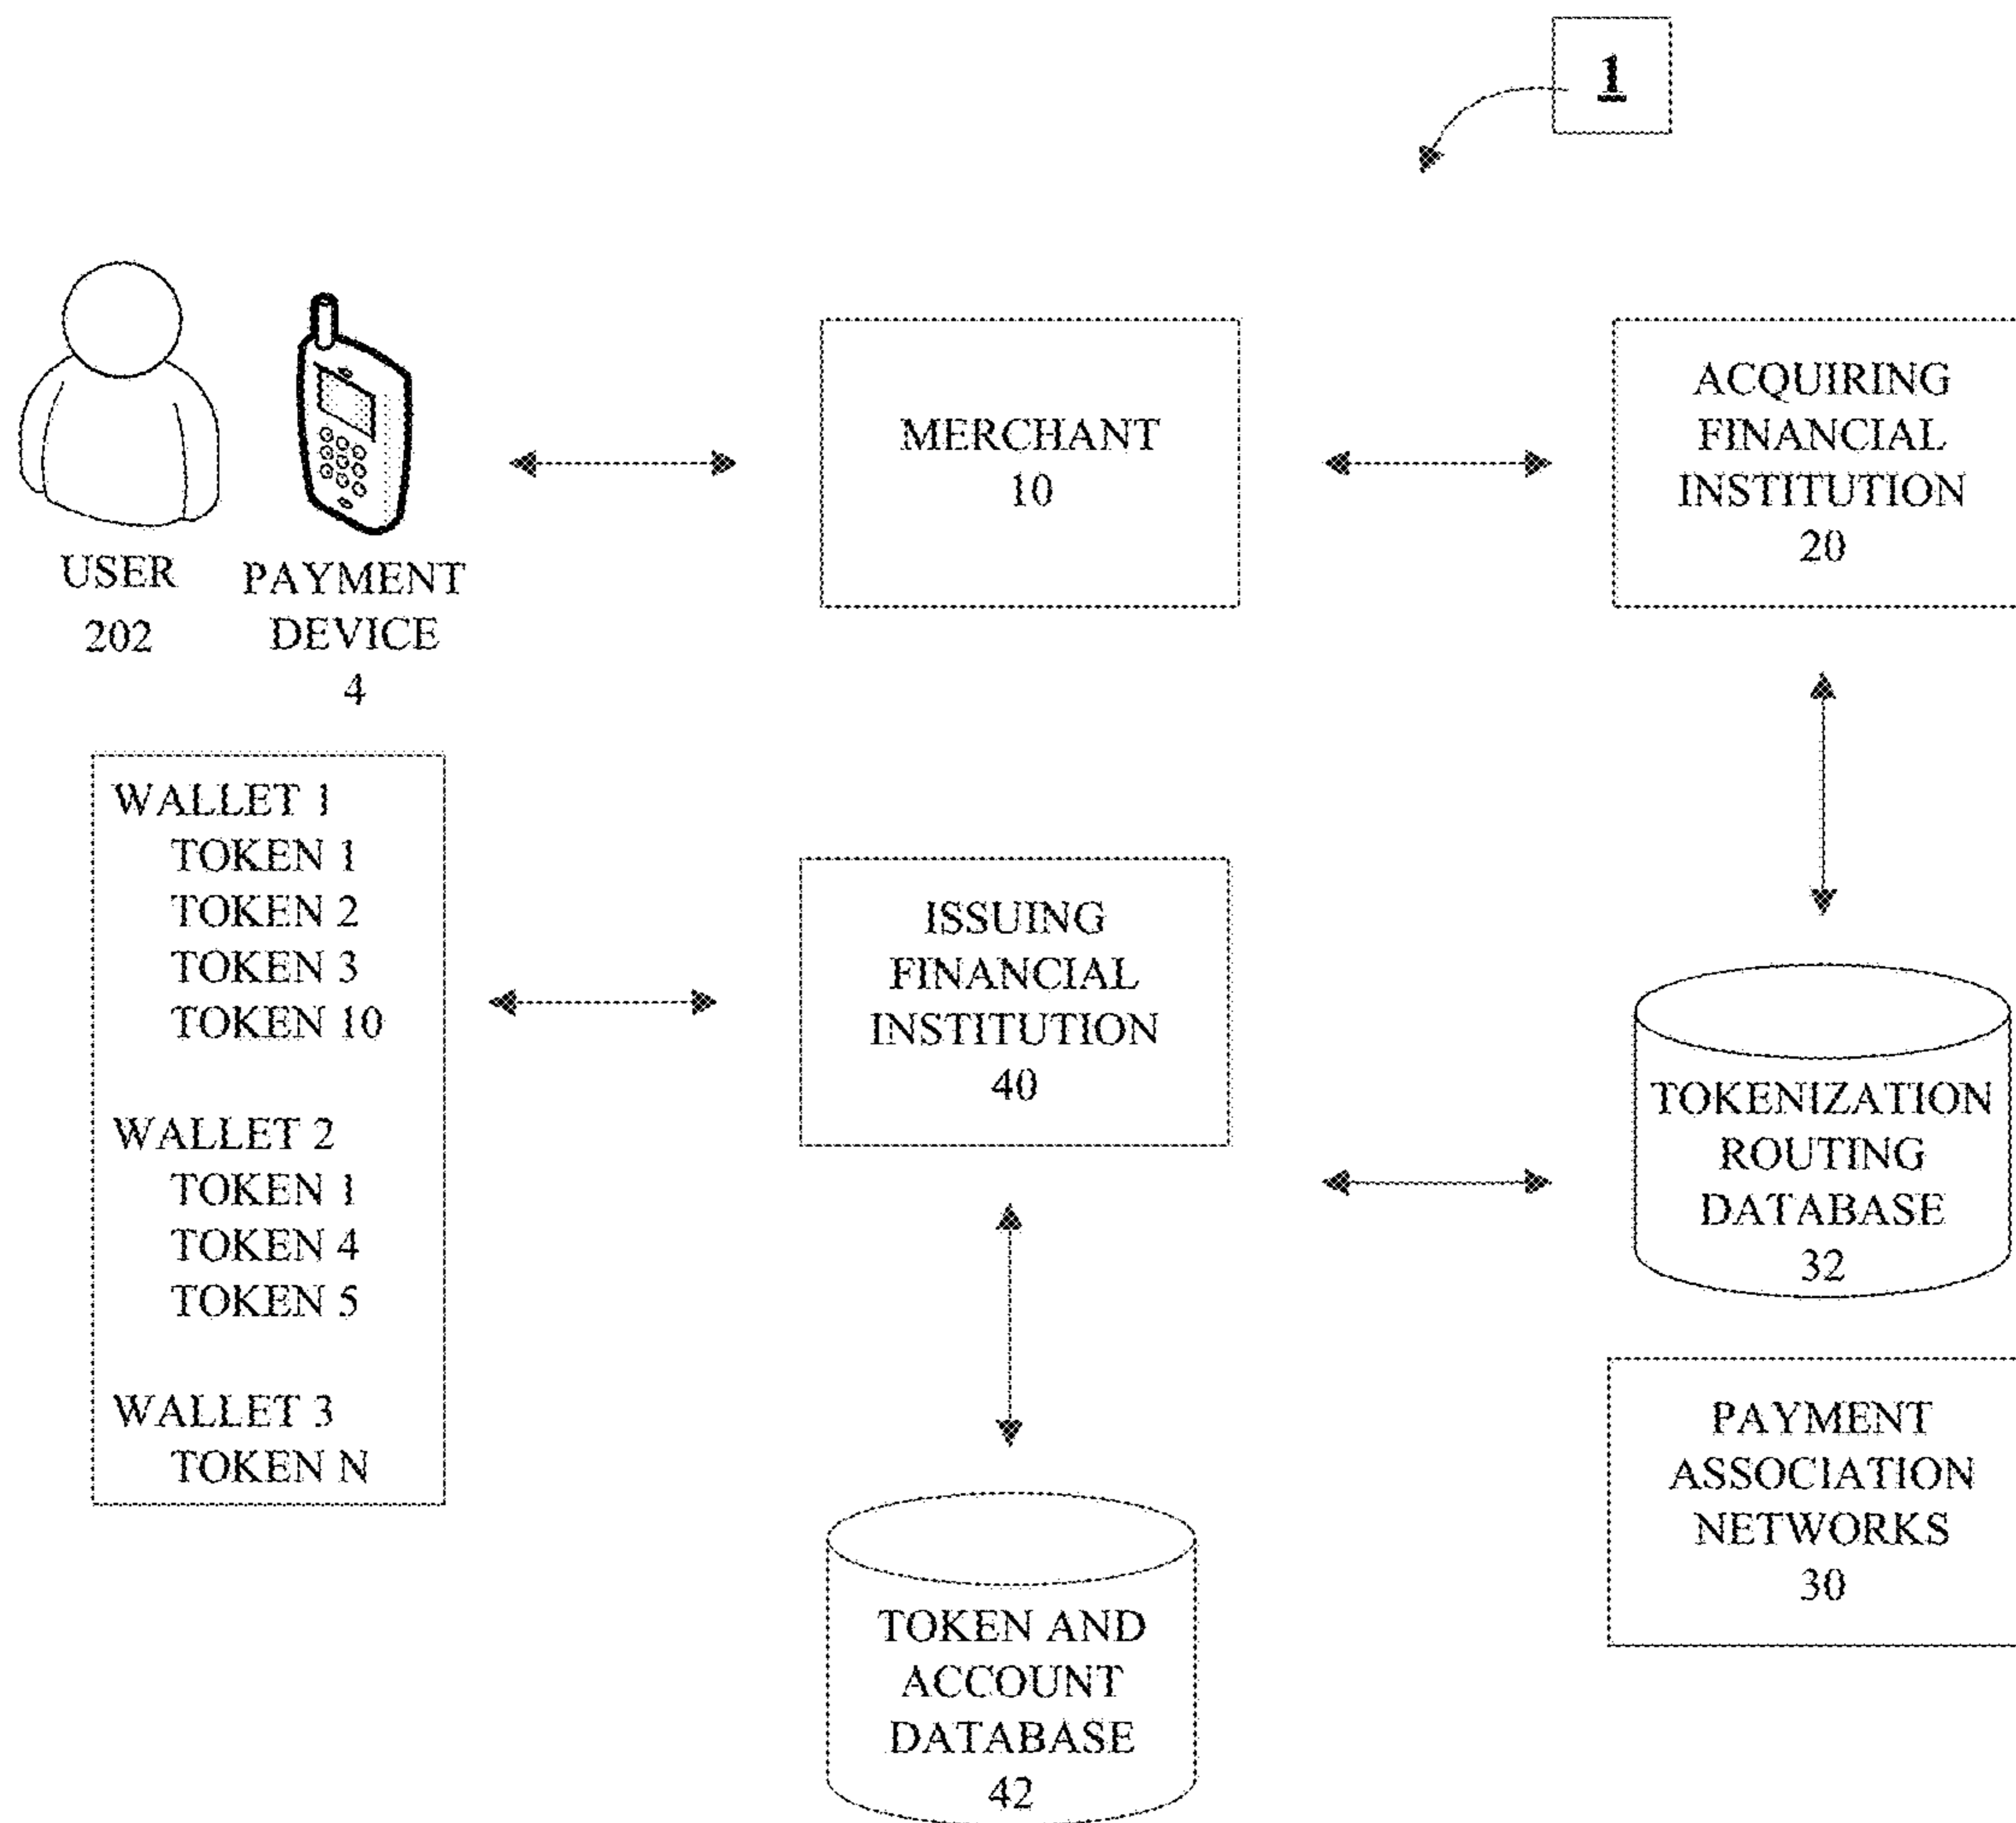 1
USER
202
PAYMENT
DEVICE
4
MERCHANT
10
ACQUIRING
FINANCIAL
INSTITUTION
20
WALLET 1
TOKEN 1
TOKEN 2
TOKEN 3
TOKEN 10
WALLET 2
TOKEN 1
TOKEN 4
TOKEN 5
WALLET 3
TOKEN N
ISSUING
FINANCIAL
INSTITUTION
40
TOKENIZATION
ROUTING
DATABASE
32
PAYMENT
ASSOCIATION
NETWORKS
30
TOKEN AND
ACCOUNT
DATABASE
42